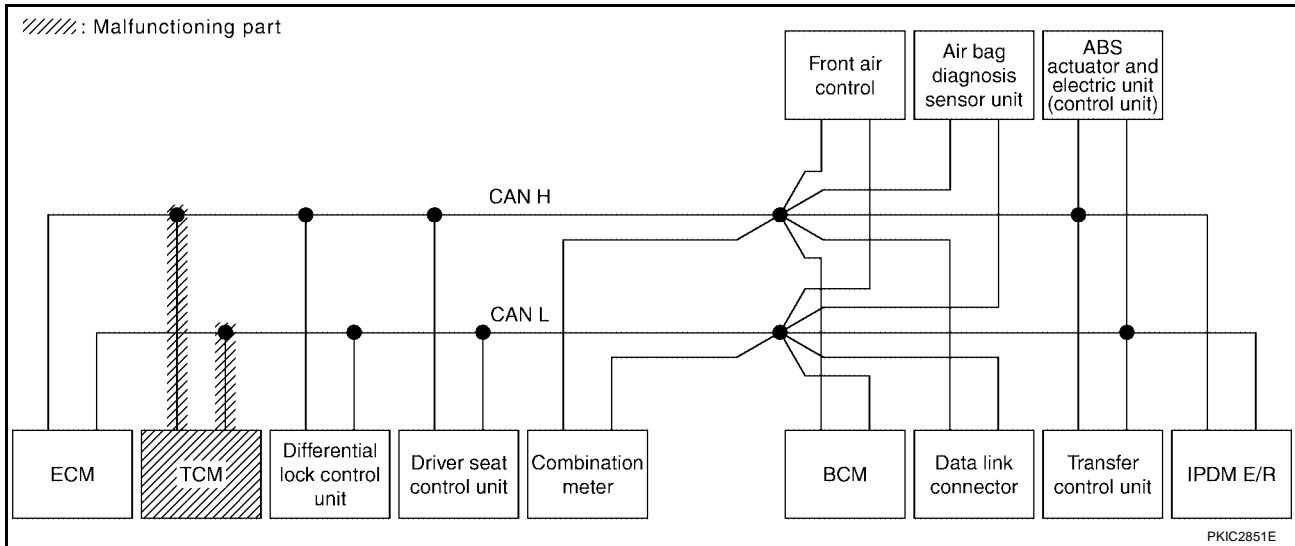 : Malfunctioning part
Front air
control
Air bag
diagnosis
sensor unit
ABS
actuator and
electric unit
(control unit)
CAN H
CAN L
ECM
TCM
Differential
lock control
unit
Driver seat
control unit
Combination
meter
BCM
Data link
connector
Transfer
control unit
IPDM E/R
PKIC2851E